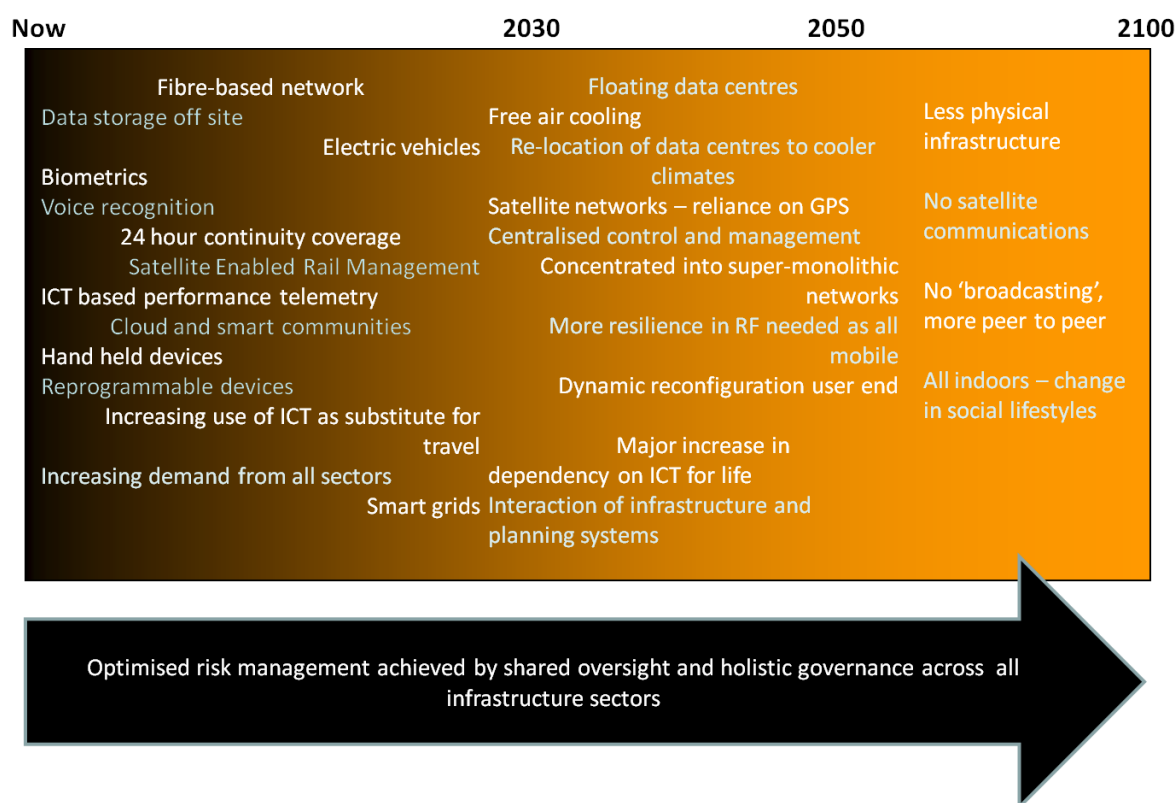 Now
2030
2050
2100
Fibre-based network
Data storage off site
Electric vehicles
Biometrics
Voice recognition
24 hour continuity coverage
Satellite Enabled Rail Management
ICT based performance telemetry
Cloud and smart communities
Hand held devices
Reprogrammable devices
Increasing use of ICT as substitute for
travel
Increasing demand from all sectors
Smart grids
Floating data centres
Free air cooling
Re-location of data centres to cooler
climates
Satellite networks – reliance on GPS
Centralised control and management
Concentrated into super-monolithic
networks
More resilience in RF needed as all
mobile
Dynamic reconfiguration user end
Major increase in
dependency on ICT for life
Interaction of infrastructure and
planning systems
Less physical
infrastructure
No satellite
communications
No ‘broadcasting’,
more peer to peer
All indoors – change
in social lifestyles
Optimised risk management achieved by shared oversight and holistic governance across all
infrastructure sectors